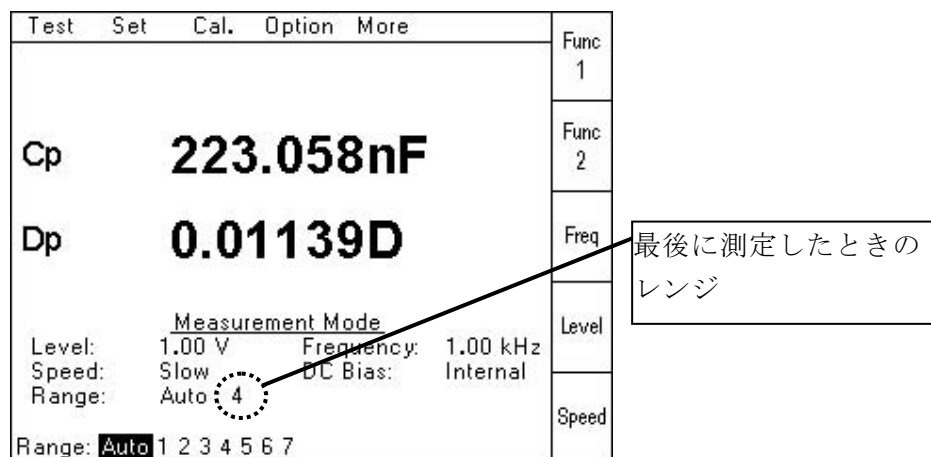 Test Set Cal. Option More
Func
1
Cp 223.058nF
Func
2
Dp 0.01139D
Freq
最後に測定したときの
レンジ
Measurement Mode
Level: 1.00 V Frequency: 1.00 kHz
Level
Speed: Slow DC Bias: Internal
Range: Auto 4
Speed
Range: Auto 1 2 3 4 5 6 7